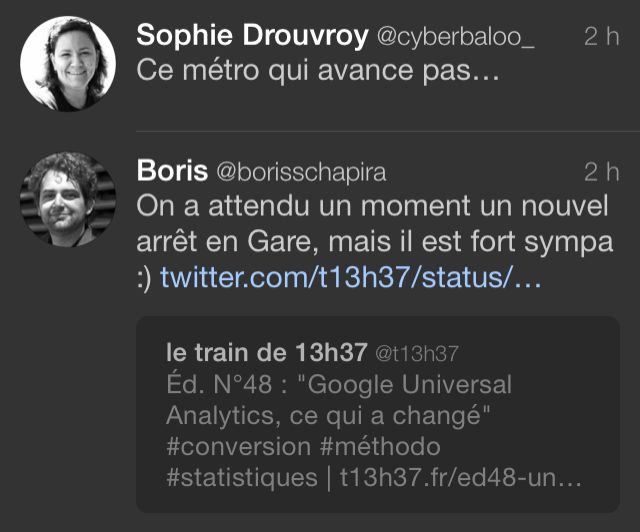 Sophie Drouvroy @cyberbaloo_ 2 h
Ce métro qui avance pas…
Boris @borisschapira 2 h
On a attendu un moment un nouvel
arrêt en Gare, mais il est fort sympa
:) twitter.com/t13h37/status/…
le train de 13h37 @t13h37
Éd. N°48 : "Google Universal
Analytics, ce qui a changé"
#conversion #méthodo
#statistiques | t13h37.fr/ed48-un…